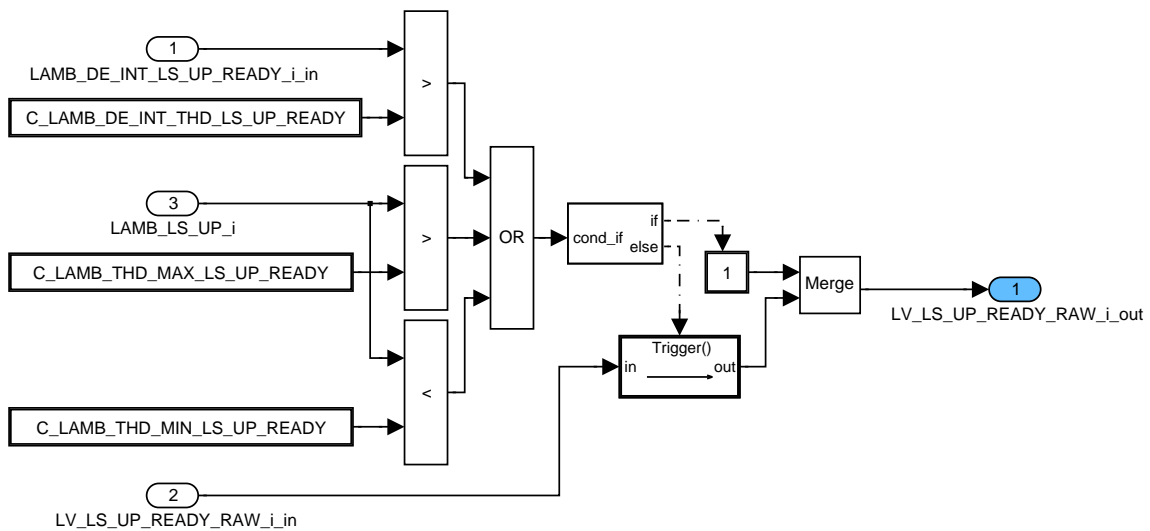 1
LAMB_DE_INT_LS_UP_READY_i_in
C_LAMB_DE_INT_THD_LS_UP_READY
>
3
LAMB_LS_UP_i
C_LAMB_THD_MAX_LS_UP_READY
>
OR
cond_if
if
else
1
Merge
1
LV_LS_UP_READY_RAW_i_out
Trigger()
in
out
<
C_LAMB_THD_MIN_LS_UP_READY
2
LV_LS_UP_READY_RAW_i_in